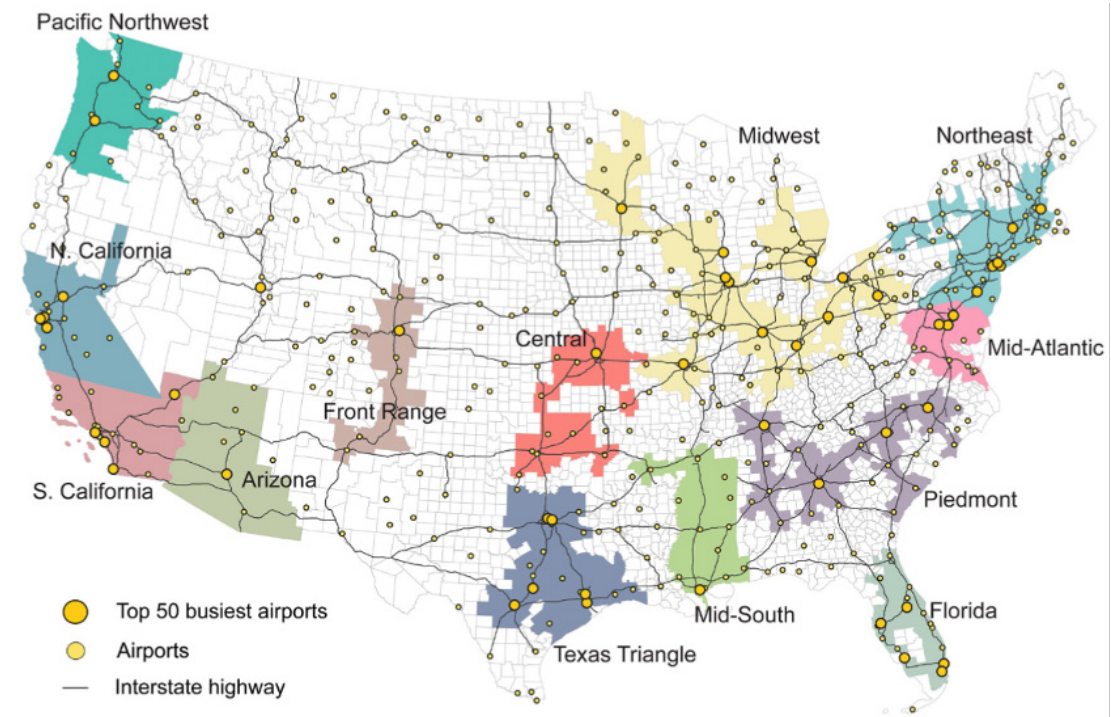 Pacific Northwest
Midwest
Northeast
N. California
Central
Mid-Atlantic
Front Range
S. California
Arizona
Piedmont
Top 50 busiest airports
Mid-South
Florida
Airports
Texas Triangle
Interstate highway